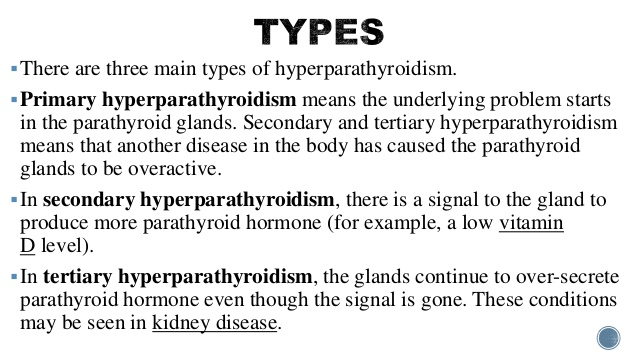 TYPES
▪There are three main types of hyperparathyroidism.
▪Primary hyperparathyroidism means the underlying problem starts
in the parathyroid glands. Secondary and tertiary hyperparathyroidism
means that another disease in the body has caused the parathyroid
glands to be overactive.
▪In secondary hyperparathyroidism, there is a signal to the gland to
produce more parathyroid hormone (for example, a low vitamin
D level).
▪In tertiary hyperparathyroidism, the glands continue to over-secrete
parathyroid hormone even though the signal is gone. These conditions
may be seen in kidney disease.